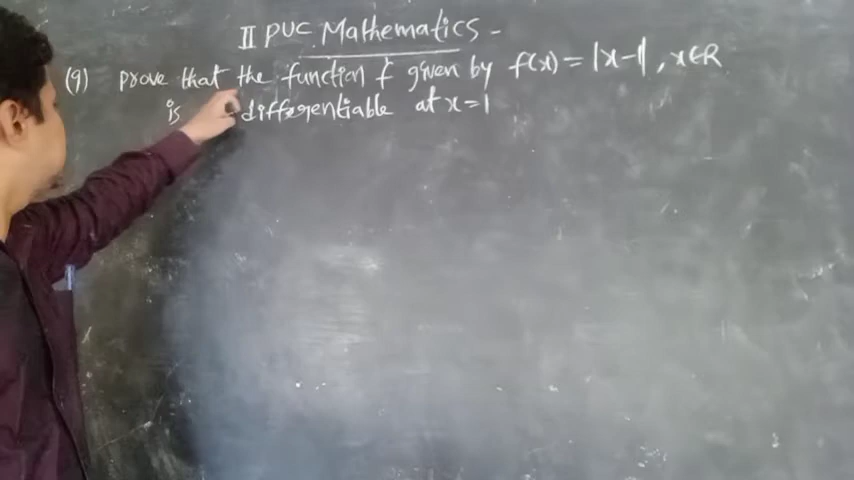 II PUC Mathematics -
(9) prove that the function f given by f(x) = |x-1|, x∈R
is differentiable at x=1